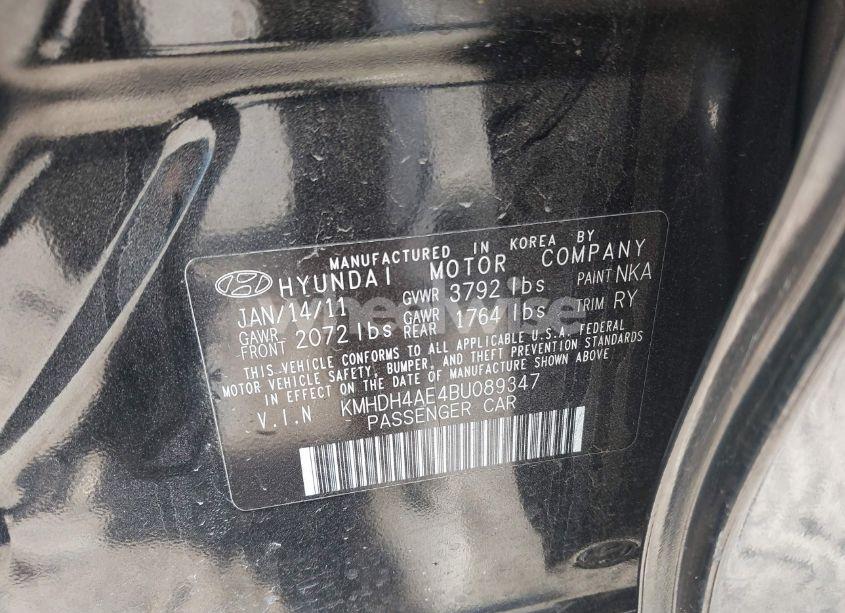 MANUFACTURED IN KOREA BY
HYUNDAI MOTOR COMPANY
JAN/14/11 GVWR 3792 lbs PAINT NKA
GAWR FRONT 2072 lbs GAWR REAR 1764 lbs TRIM RY
THIS VEHICLE CONFORMS TO ALL APPLICABLE U.S.A. FEDERAL
MOTOR VEHICLE SAFETY, BUMPER, AND THEFT PREVENTION STANDARDS
IN EFFECT ON THE DATE OF MANUFACTURE SHOWN ABOVE
V.I.N KMHDH4AE4BU089347
PASSENGER CAR